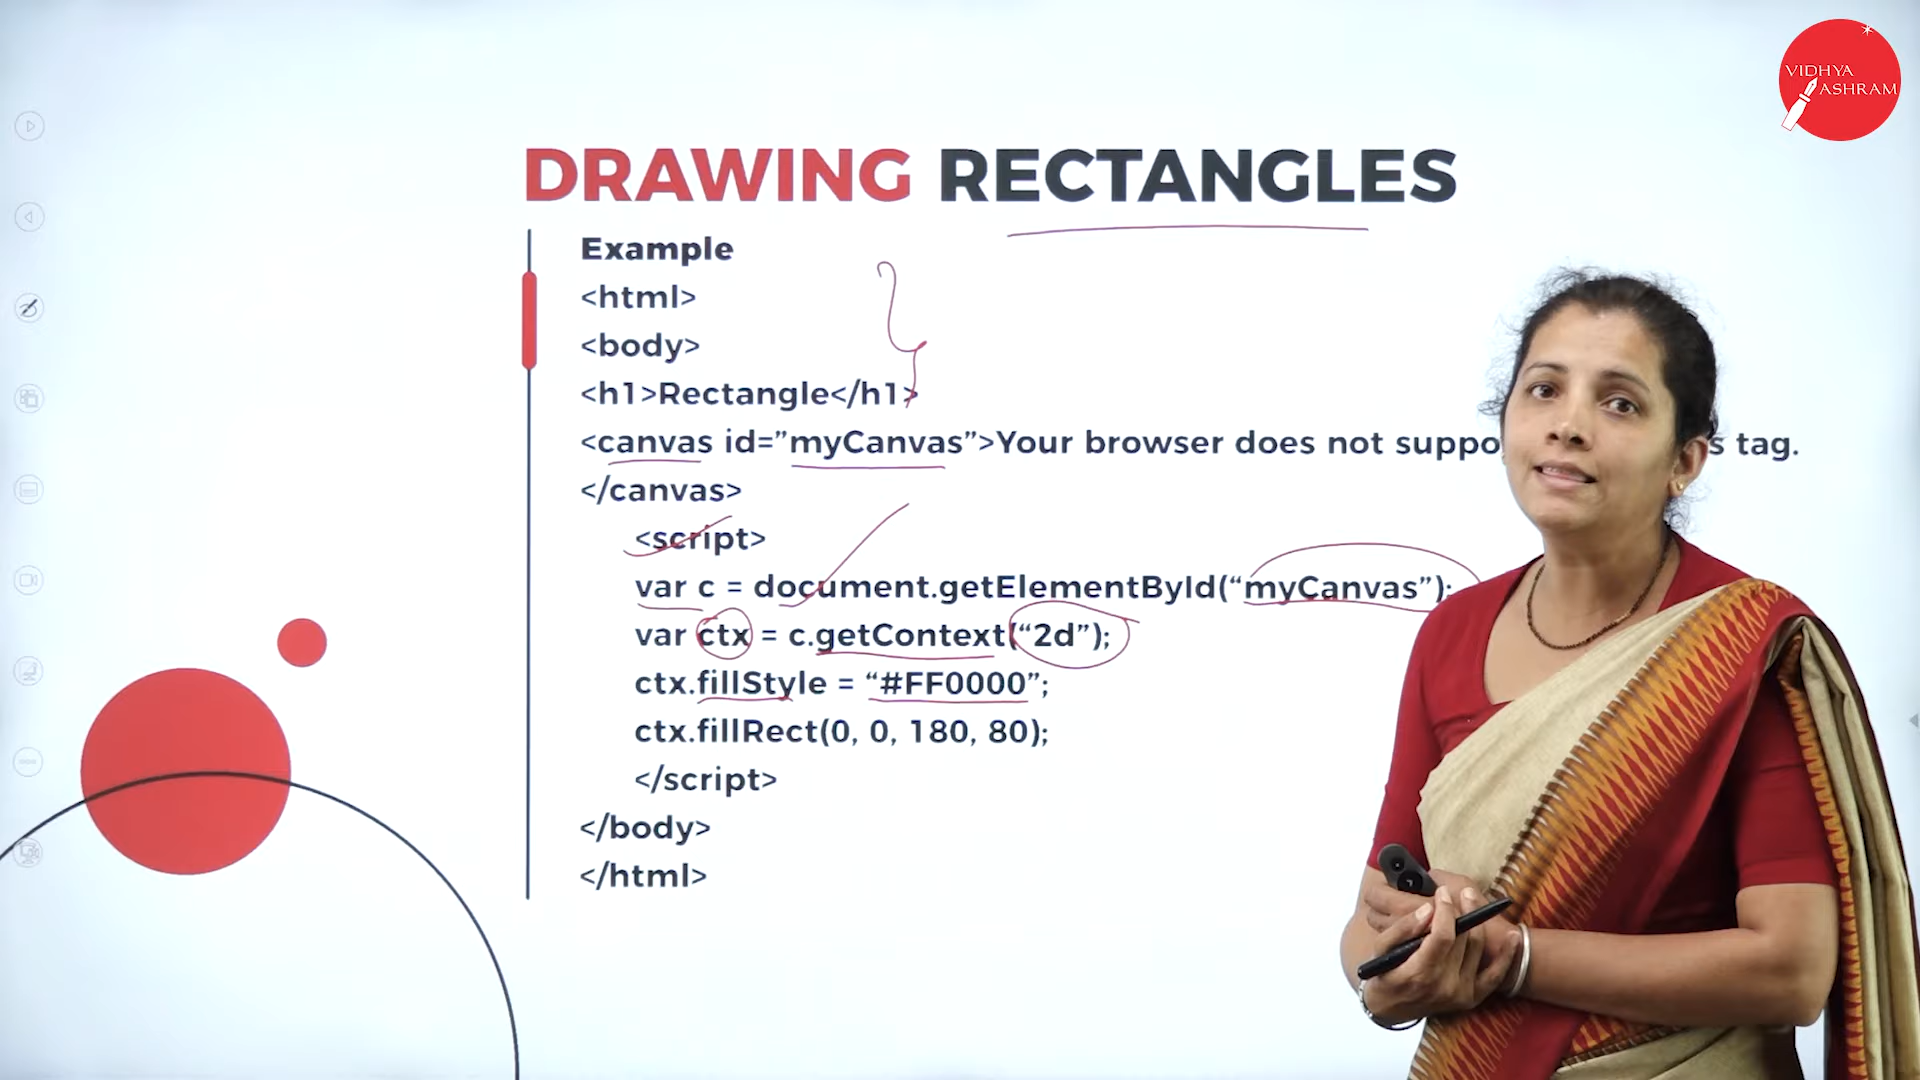 VIDHYA
ASHRAM
DRAWING RECTANGLES
Example
<html>
<body>
<h1>Rectangle</h1>
<canvas id=”myCanvas”>Your browser does not suppo s tag.
</canvas>
<script>
var c = document.getElementById(“myCanvas”);
var ctx = c.getContext(“2d”);
ctx.fillStyle = “#FF0000”;
ctx.fillRect(0, 0, 180, 80);
</script>
</body>
</html>